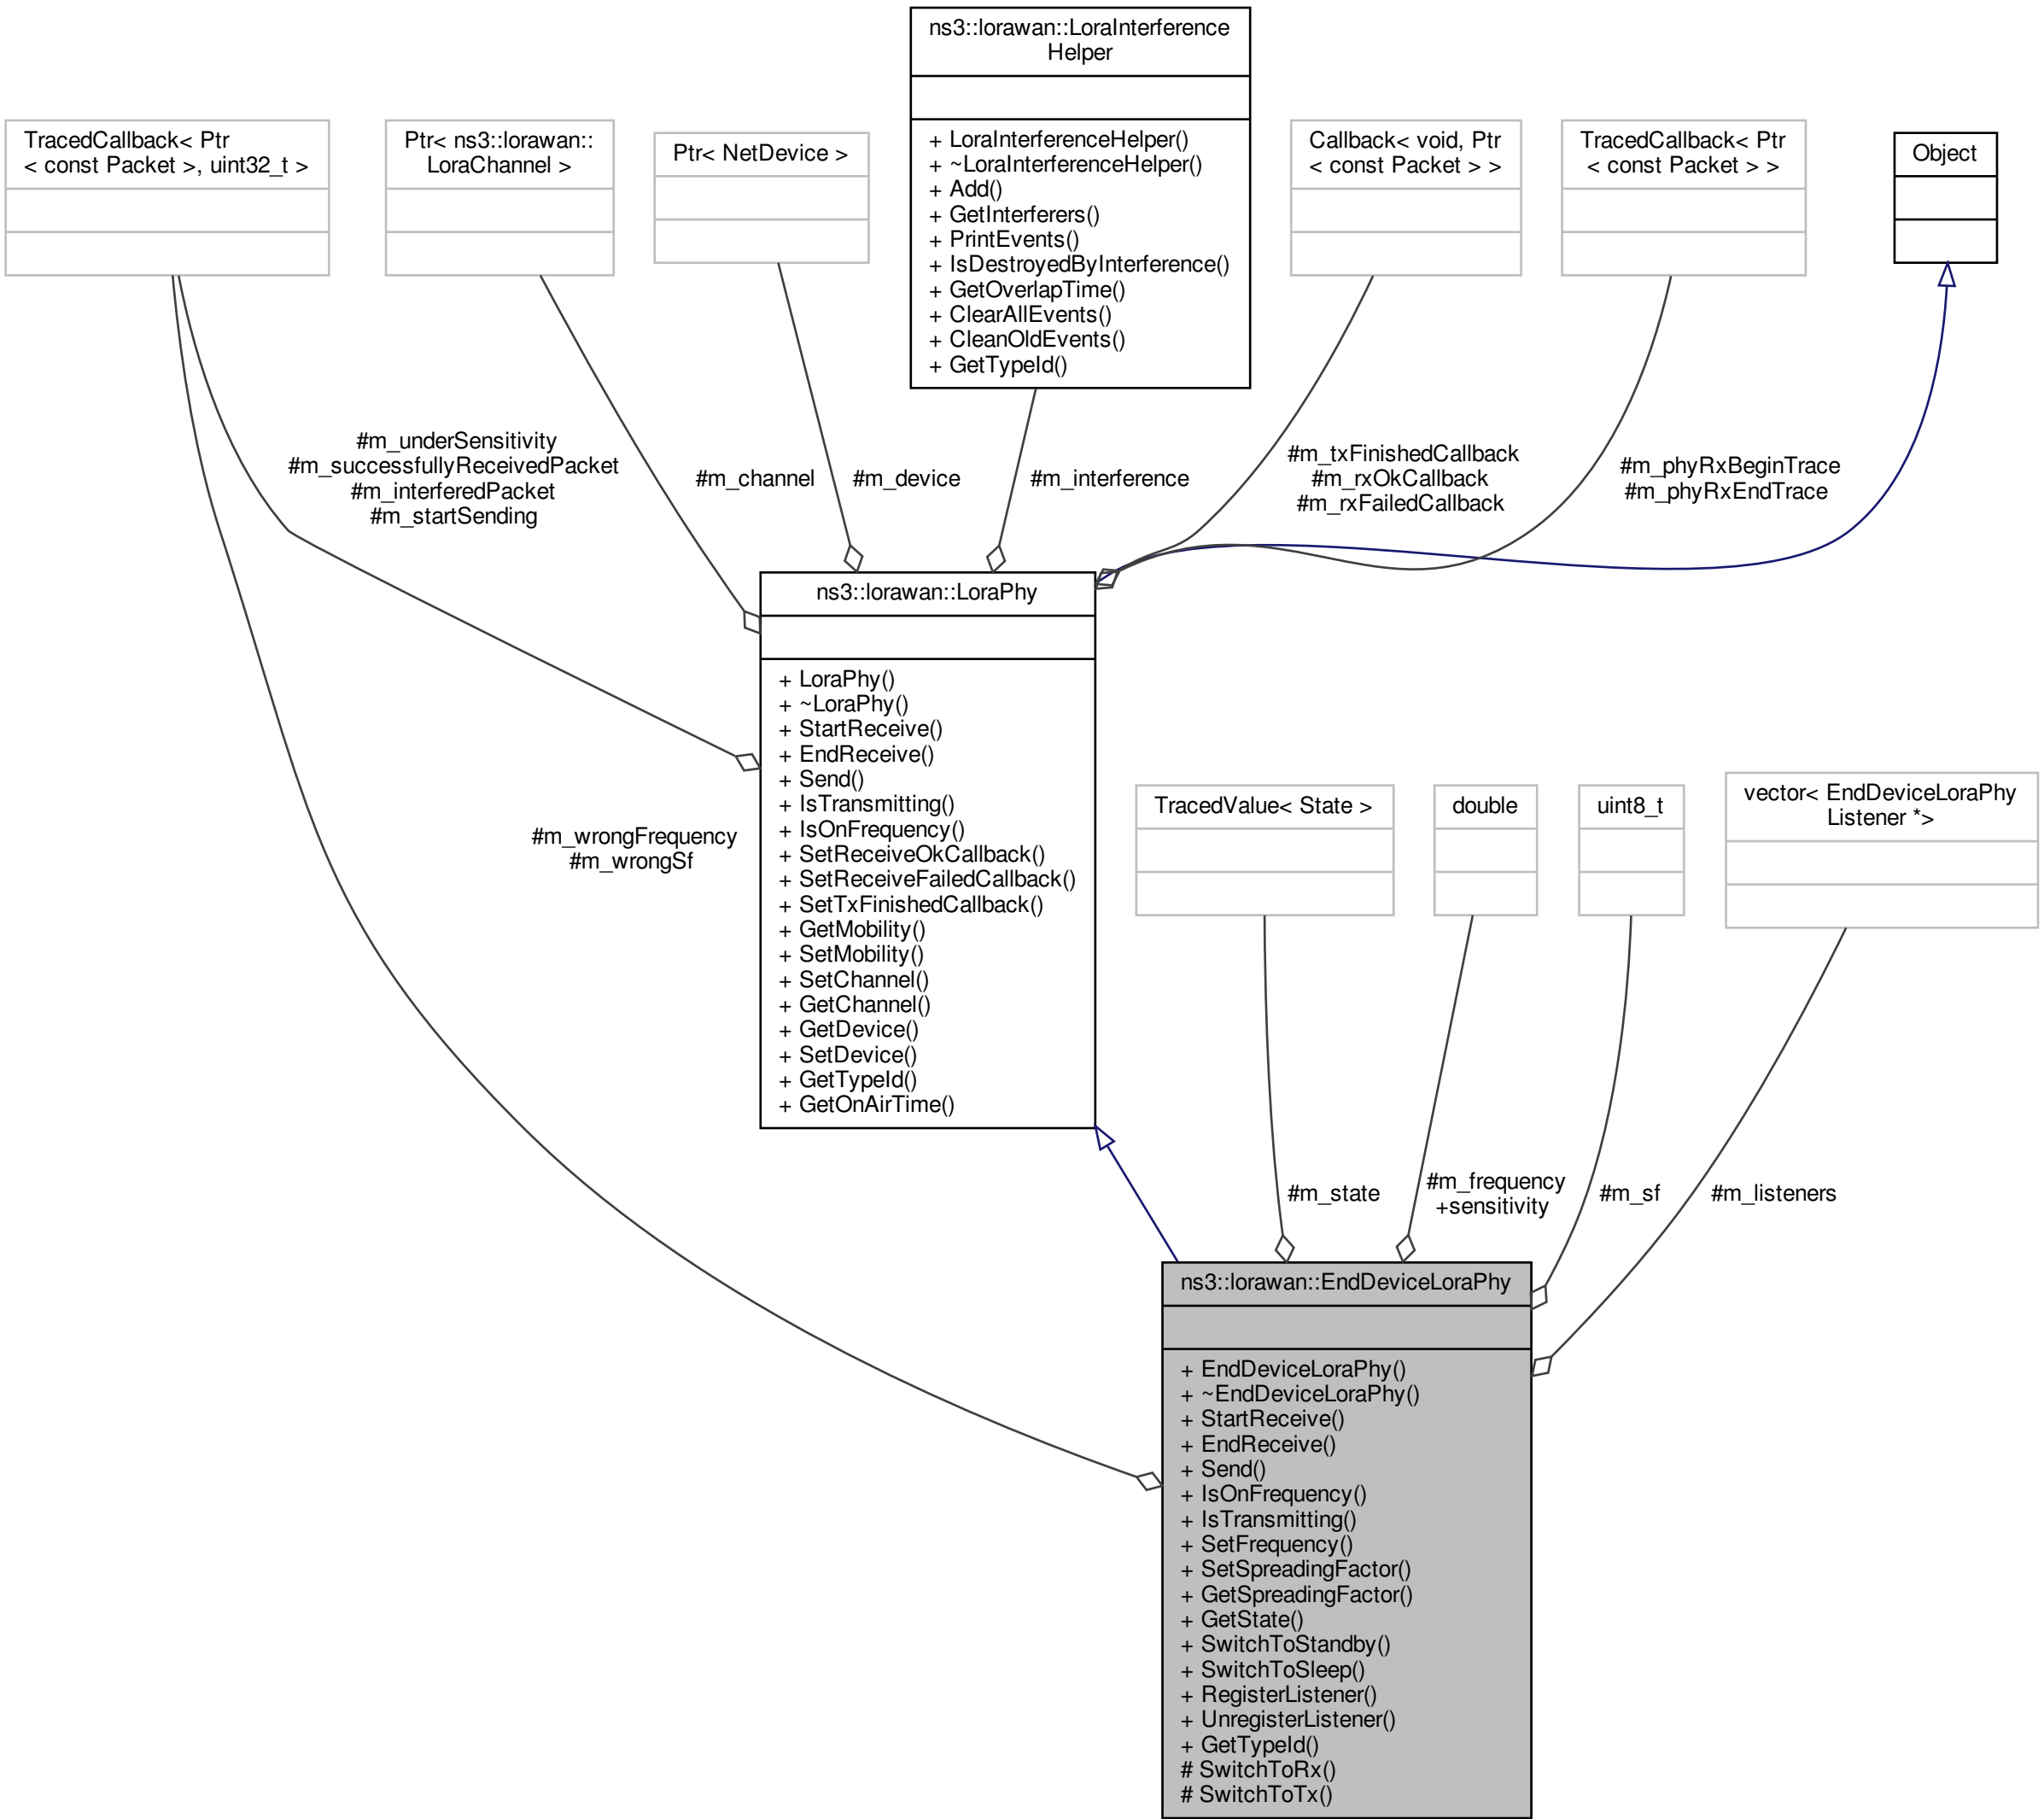 ns3::lorawan::LoraInterference
Helper
+ LoraInterferenceHelper()
+ ~LoraInterferenceHelper()
+ Add()
+ GetInterferers()
+ PrintEvents()
+ IsDestroyedByInterference()
+ GetOverlapTime()
+ ClearAllEvents()
+ CleanOldEvents()
+ GetTypeId()
TracedCallback< Ptr
< const Packet >, uint32_t >
Ptr< ns3::lorawan::
LoraChannel >
Ptr< NetDevice >
Callback< void, Ptr
< const Packet > >
TracedCallback< Ptr
< const Packet > >
Object
#m_underSensitivity
#m_successfullyReceivedPacket
#m_interferedPacket
#m_startSending
#m_channel
#m_device
#m_interference
#m_txFinishedCallback
#m_rxOkCallback
#m_rxFailedCallback
#m_phyRxBeginTrace
#m_phyRxEndTrace
ns3::lorawan::LoraPhy
+ LoraPhy()
+ ~LoraPhy()
+ StartReceive()
+ EndReceive()
+ Send()
+ IsTransmitting()
+ IsOnFrequency()
+ SetReceiveOkCallback()
+ SetReceiveFailedCallback()
+ SetTxFinishedCallback()
+ GetMobility()
+ SetMobility()
+ SetChannel()
+ GetChannel()
+ GetDevice()
+ SetDevice()
+ GetTypeId()
+ GetOnAirTime()
#m_wrongFrequency
#m_wrongSf
TracedValue< State >
double
uint8_t
vector< EndDeviceLoraPhy
Listener *>
#m_state
#m_frequency
+sensitivity
#m_sf
#m_listeners
ns3::lorawan::EndDeviceLoraPhy
+ EndDeviceLoraPhy()
+ ~EndDeviceLoraPhy()
+ StartReceive()
+ EndReceive()
+ Send()
+ IsOnFrequency()
+ IsTransmitting()
+ SetFrequency()
+ SetSpreadingFactor()
+ GetSpreadingFactor()
+ GetState()
+ SwitchToStandby()
+ SwitchToSleep()
+ RegisterListener()
+ UnregisterListener()
+ GetTypeId()
# SwitchToRx()
# SwitchToTx()